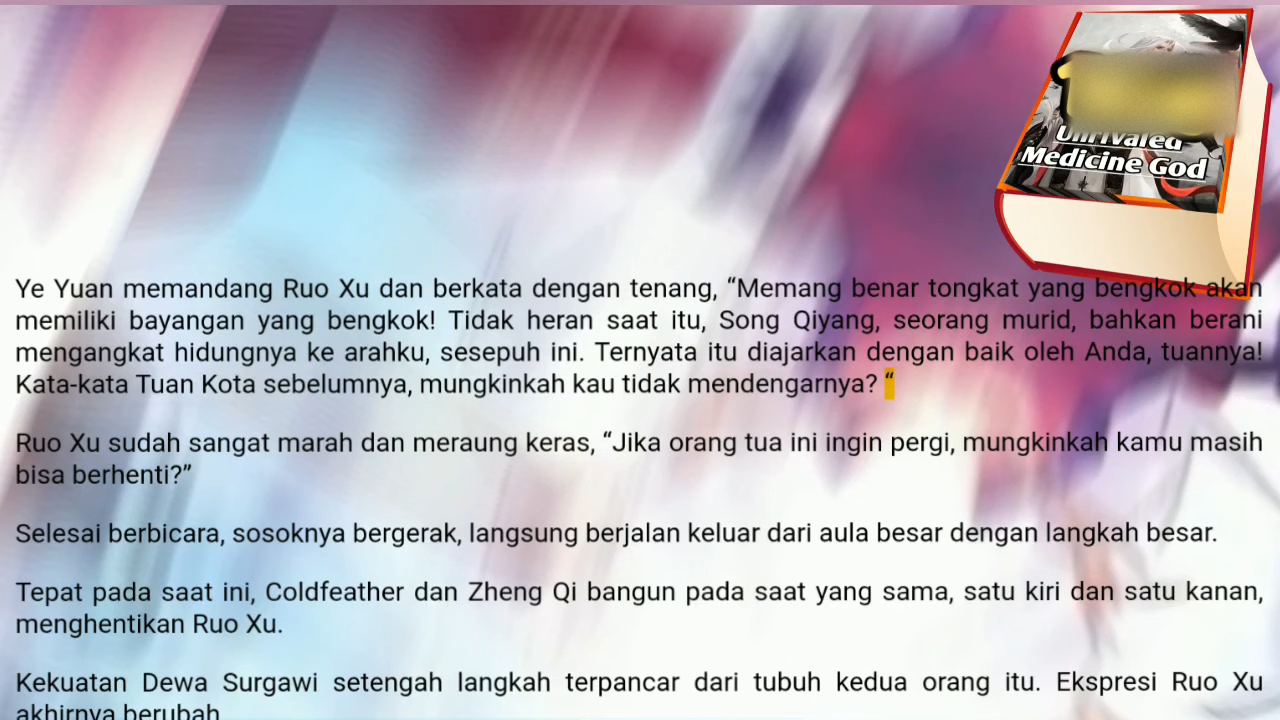 Unrivaled
Medicine God
Ye Yuan memandang Ruo Xu dan berkata dengan tenang, “Memang benar tongkat yang bengkok akan
memiliki bayangan yang bengkok! Tidak heran saat itu, Song Qiyang, seorang murid, bahkan berani
mengangkat hidungnya ke arahku, sesepuh ini. Ternyata itu diajarkan dengan baik oleh Anda, tuannya!
Kata-kata Tuan Kota sebelumnya, mungkinkah kau tidak mendengarnya? “
Ruo Xu sudah sangat marah dan meraung keras, “Jika orang tua ini ingin pergi, mungkinkah kamu masih
bisa berhenti?”
Selesai berbicara, sosoknya bergerak, langsung berjalan keluar dari aula besar dengan langkah besar.
Tepat pada saat ini, Coldfeather dan Zheng Qi bangun pada saat yang sama, satu kiri dan satu kanan,
menghentikan Ruo Xu.
Kekuatan Dewa Surgawi setengah langkah terpancar dari tubuh kedua orang itu. Ekspresi Ruo Xu
akhirnya berubah